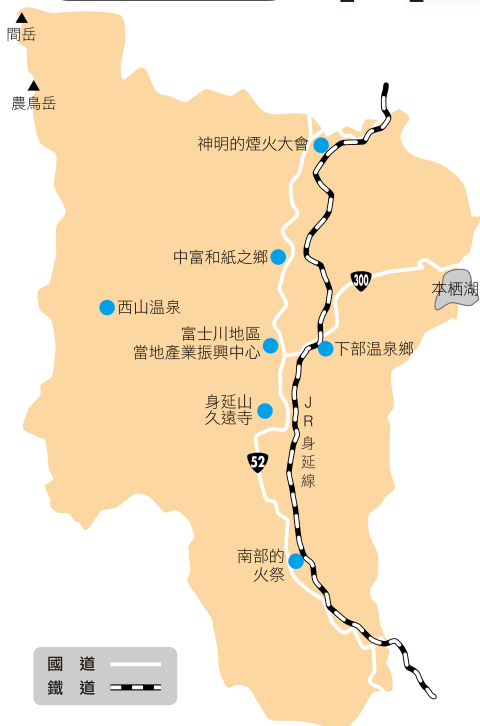 間岳
農鳥岳
神明的煙火大會
中富和紙之鄉
300
本栖湖
西山温泉
富士川地區
當地產業振興中心
下部温泉鄉
身延山
久遠寺
JR身延線
52
南部的
火祭
國道
鐵道